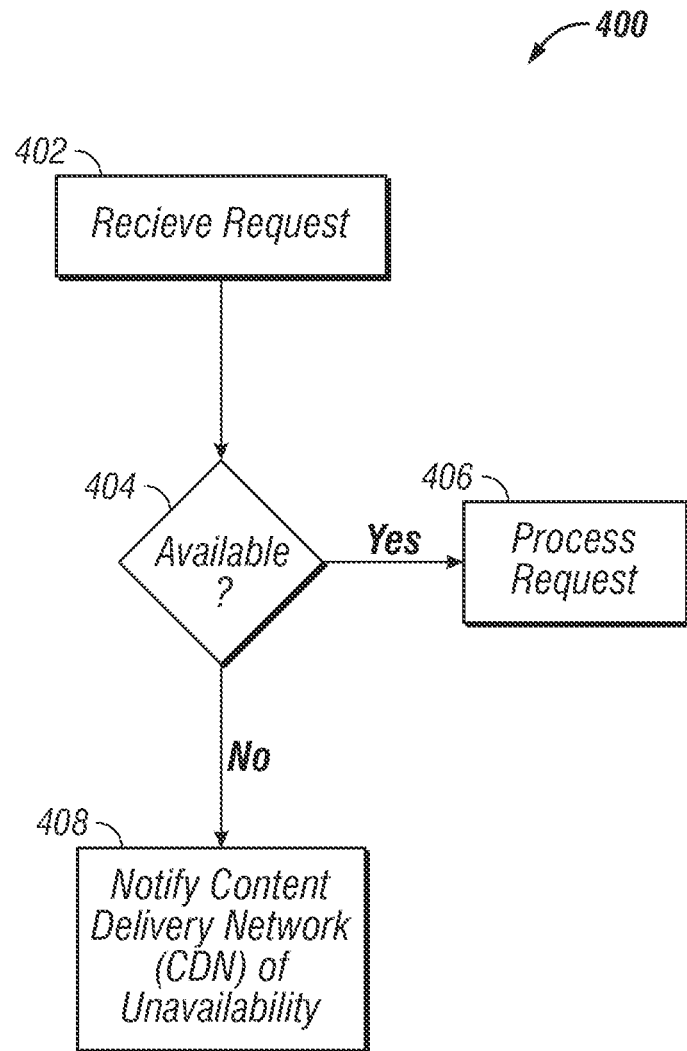 400
402
Recieve Request
404
Available
?
Yes
406
Process
Request
No
408
Notify Content
Delivery Network
(CDN) of
Unavailability